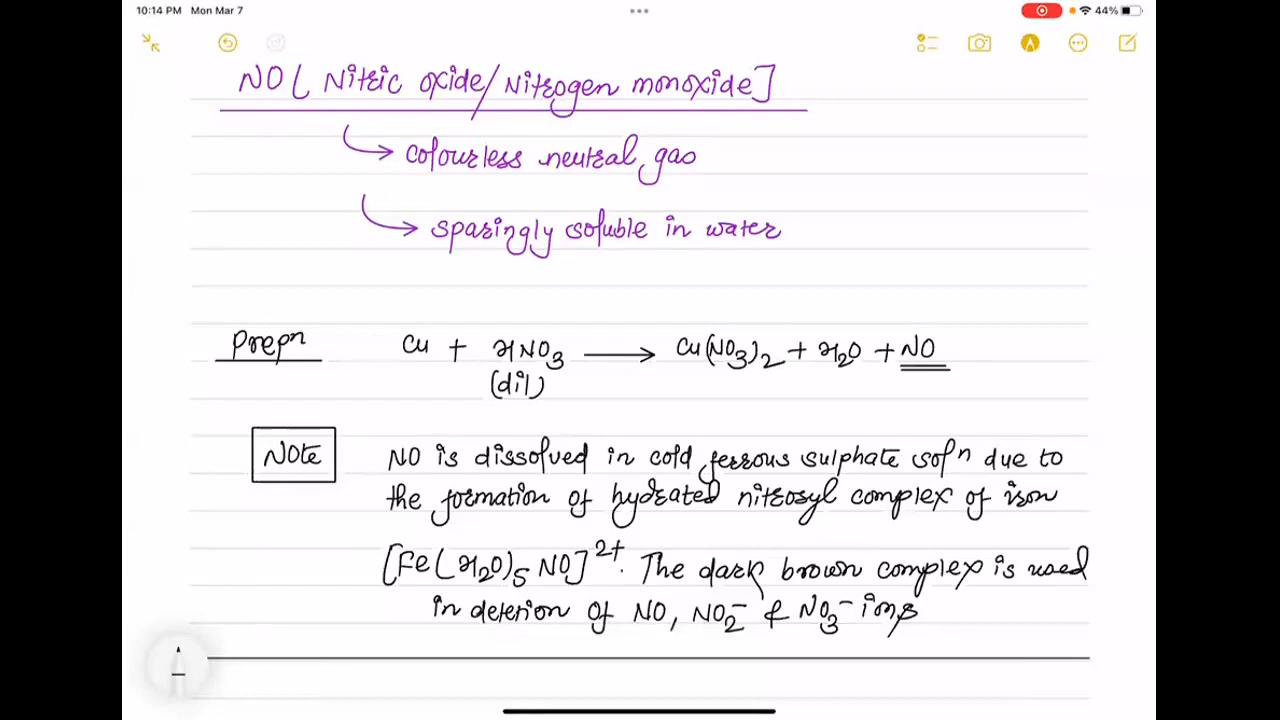 10:14 PM Mon Mar 7
44%
NO [Nitric oxide/Nitrogen monoxide]
colourless neutral gas
sparingly soluble in water
Prepn Cu + HNO3 → Cu(NO3)2 + H2O + NO
(dil)
Note NO is dissolved in cold ferrous sulphate soln due to
the formation of hydrated nitrosyl complex of iron
[Fe(H2O)5 NO]2+. The dark brown complex is used
in detertion of NO, NO2- & NO3- ions